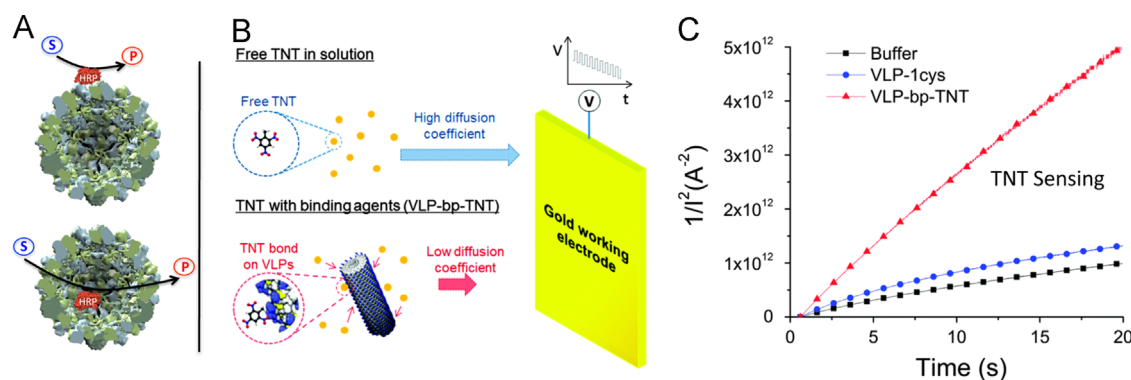 A
S
P
HRP
S
P
HRP
B
Free TNT in solution
Free TNT
High diffusion
coefficient
V
t
V
TNT with binding agents (VLP-bp-TNT)
TNT bond
on VLPs
Low diffusion
coefficient
Gold working
electrode
C
5x10¹²
4x10¹²
3x10¹²
2x10¹²
1x10¹²
0
1/I²(A⁻²)
Buffer
VLP-1cys
VLP-bp-TNT
TNT Sensing
0
5
10
15
20
Time (s)